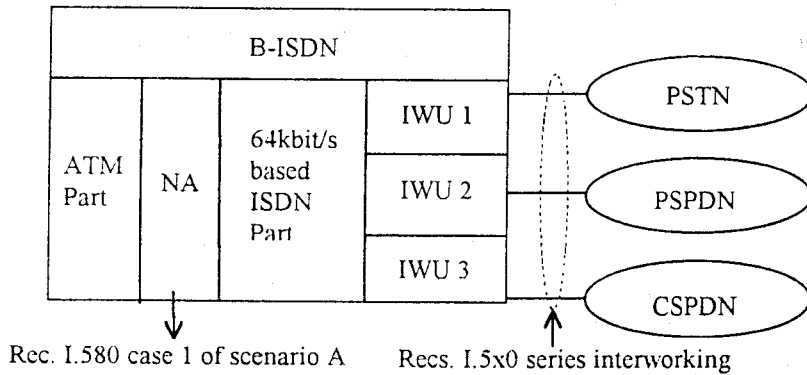 B-ISDN
ATM
Part
NA
64kbit/s
based
ISDN
Part
IWU 1
IWU 2
IWU 3
PSTN
PSPDN
CSPDN
Rec. I.580 case 1 of scenario A
Recs. I.5x0 series interworking